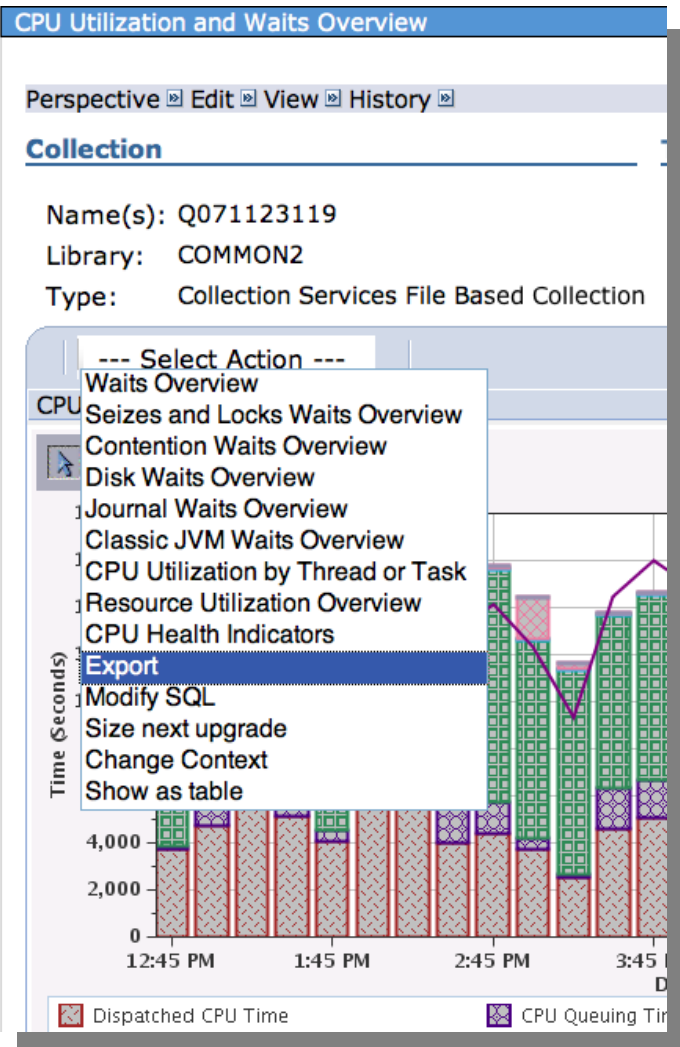 CPU Utilization and Waits Overview
Perspective Edit View History
Collection
Name(s): Q071123119
Library: COMMON2
Type: Collection Services File Based Collection
--- Select Action ---
CPU
Waits Overview
Seizes and Locks Waits Overview
Contention Waits Overview
Disk Waits Overview
Journal Waits Overview
Classic JVM Waits Overview
CPU Utilization by Thread or Task
Resource Utilization Overview
CPU Health Indicators
Export
Modify SQL
Size next upgrade
Change Context
Show as table
Time (Seconds)
4,000
2,000
0
12:45 PM 1:45 PM 2:45 PM 3:45
D
Dispatched CPU Time CPU Queuing Tim